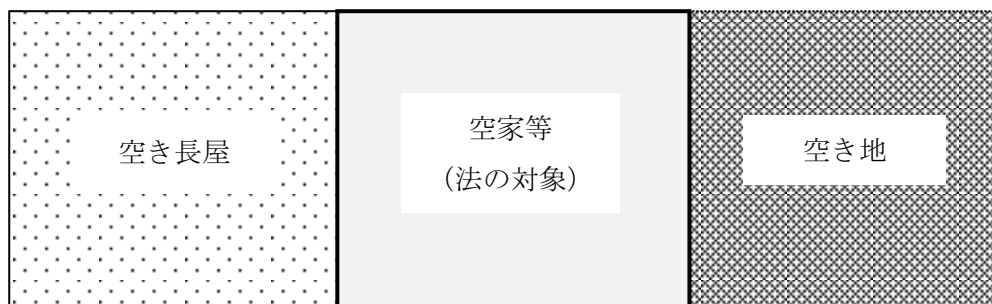 空き長屋
空家等
（法の対象）
空き地